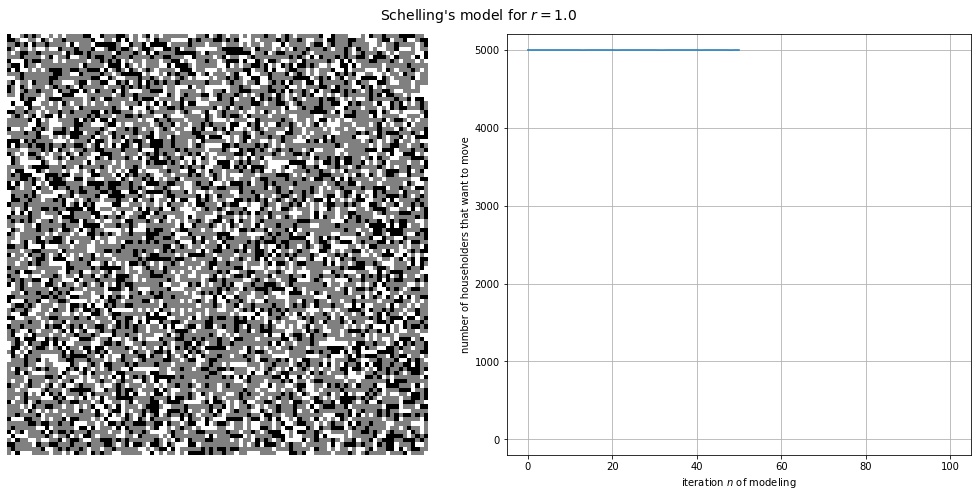 Schelling's model for r = 1.0
number of householders that want to move
5000
4000
3000
2000
1000
0
0 20 40 60 80 100
iteration n of modeling